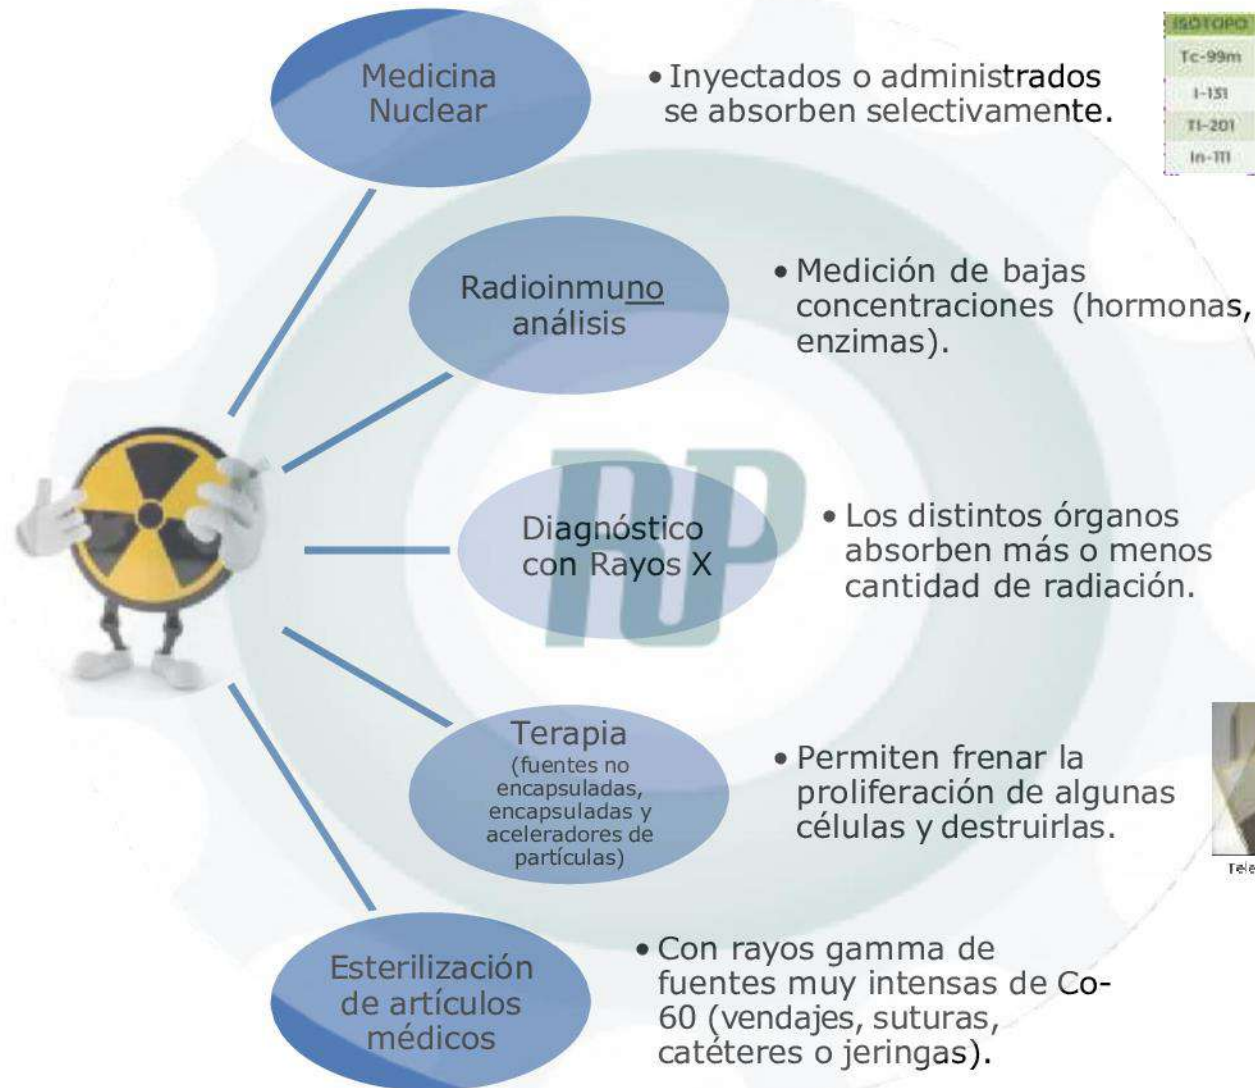 Medicina
Nuclear
• Inyectados o administrados
se absorben selectivamente.
ISÓTOPO
Tc-99m
I-131
Tl-201
In-111
Radioinmuno
análisis
• Medición de bajas
concentraciones (hormonas,
enzimas).
RP
Diagnóstico
con Rayos X
• Los distintos órganos
absorben más o menos
cantidad de radiación.
Terapia
(fuentes no
encapsuladas,
encapsuladas y
aceleradores de
partículas)
• Permiten frenar la
proliferación de algunas
células y destruirlas.
Tele
Esterilización
de artículos
médicos
• Con rayos gamma de
fuentes muy intensas de Co-
60 (vendajes, suturas,
catéteres o jeringas).